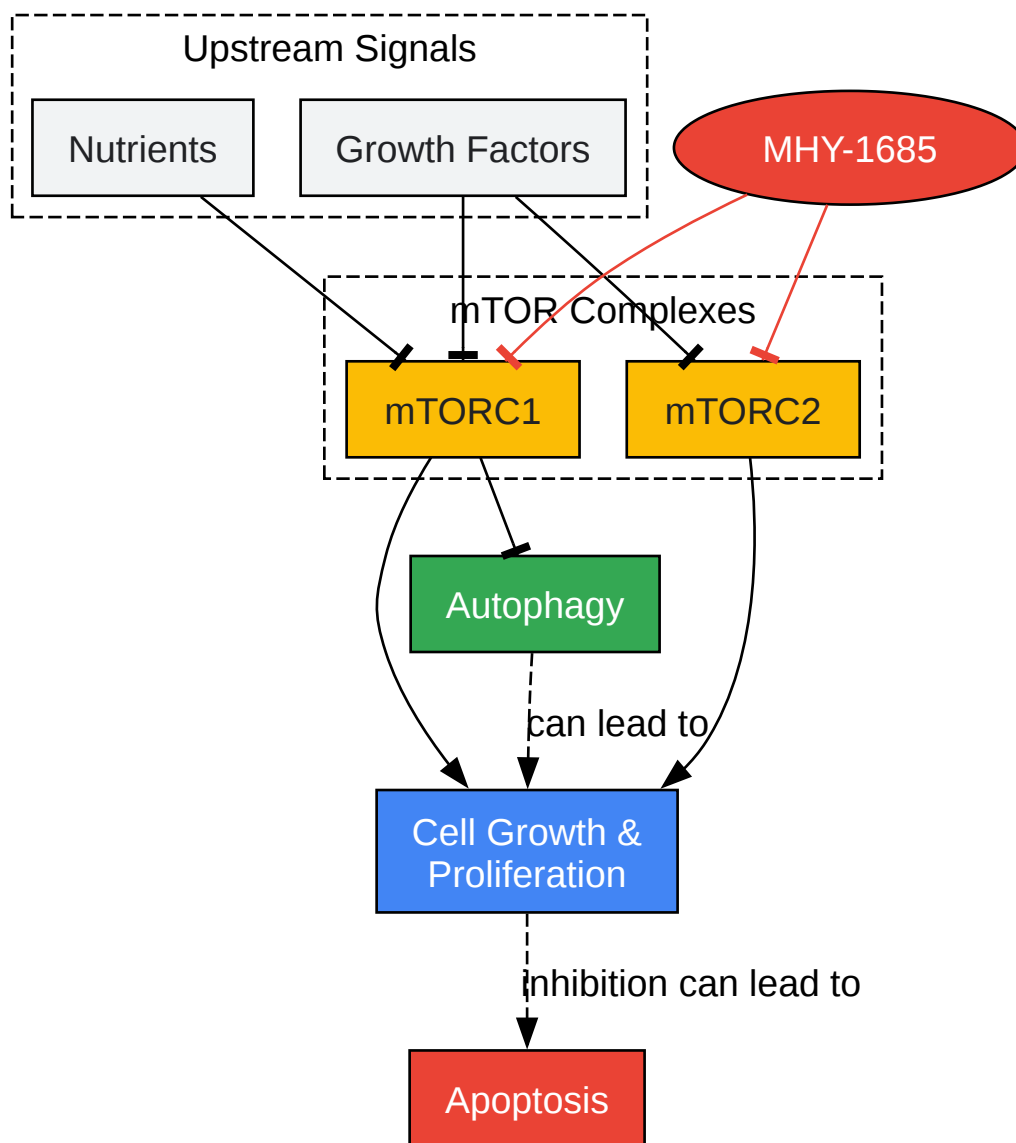 Upstream Signals
Nutrients
Growth Factors
MHY-1685
mTOR Complexes
mTORC1
mTORC2
Autophagy
can lead to
Cell Growth &
Proliferation
inhibition can lead to
Apoptosis